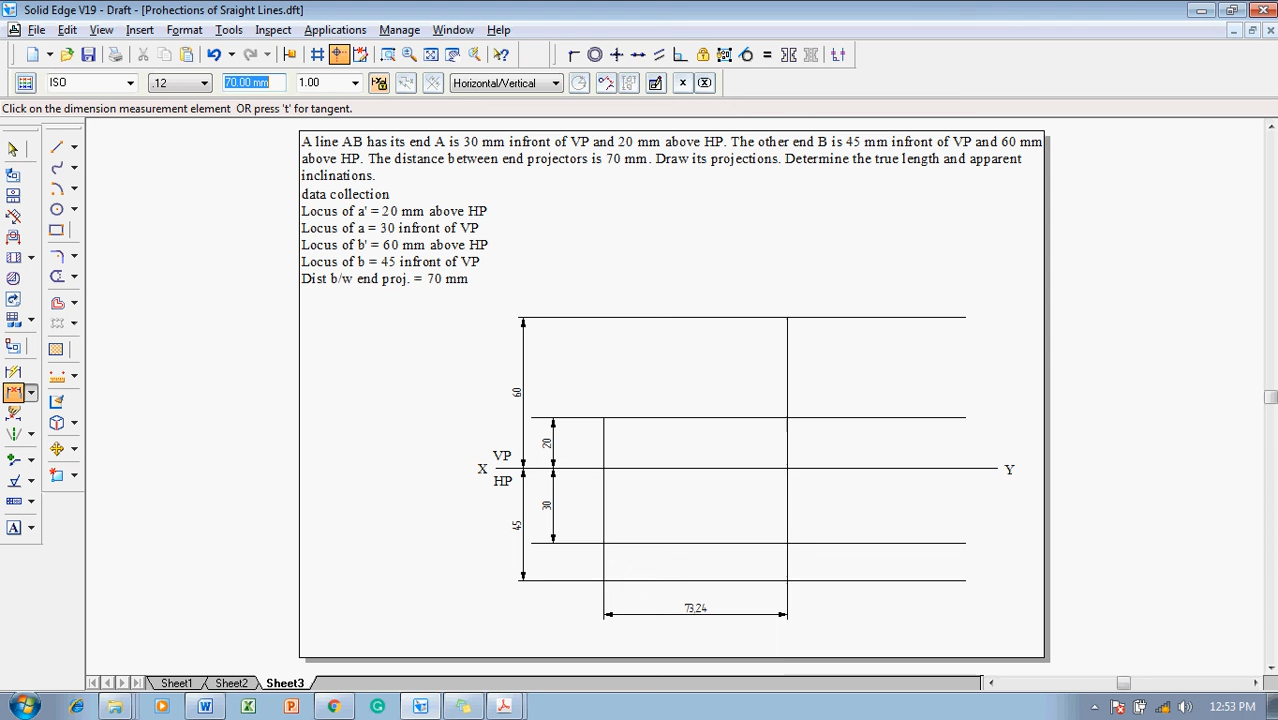 Solid Edge V19 - Draft - [Prohections of Sraight Lines.dft]
File Edit View Insert Format Tools Inspect Applications Manage Window Help
ISO .12 70.00 mm 1.00 Horizontal/Vertical
Click on the dimension measurement element OR press 't' for tangent.
A line AB has its end A is 30 mm infront of VP and 20 mm above HP. The other end B is 45 mm infront of VP and 60 mm
above HP. The distance between end projectors is 70 mm. Draw its projections. Determine the true length and apparent
inclinations.
data collection
Locus of a' = 20 mm above HP
Locus of a = 30 infront of VP
Locus of b' = 60 mm above HP
Locus of b = 45 infront of VP
Dist b/w end proj. = 70 mm
60
20
VP
X
Y
HP
30
45
73,24
Sheet1 Sheet2 Sheet3
12:53 PM